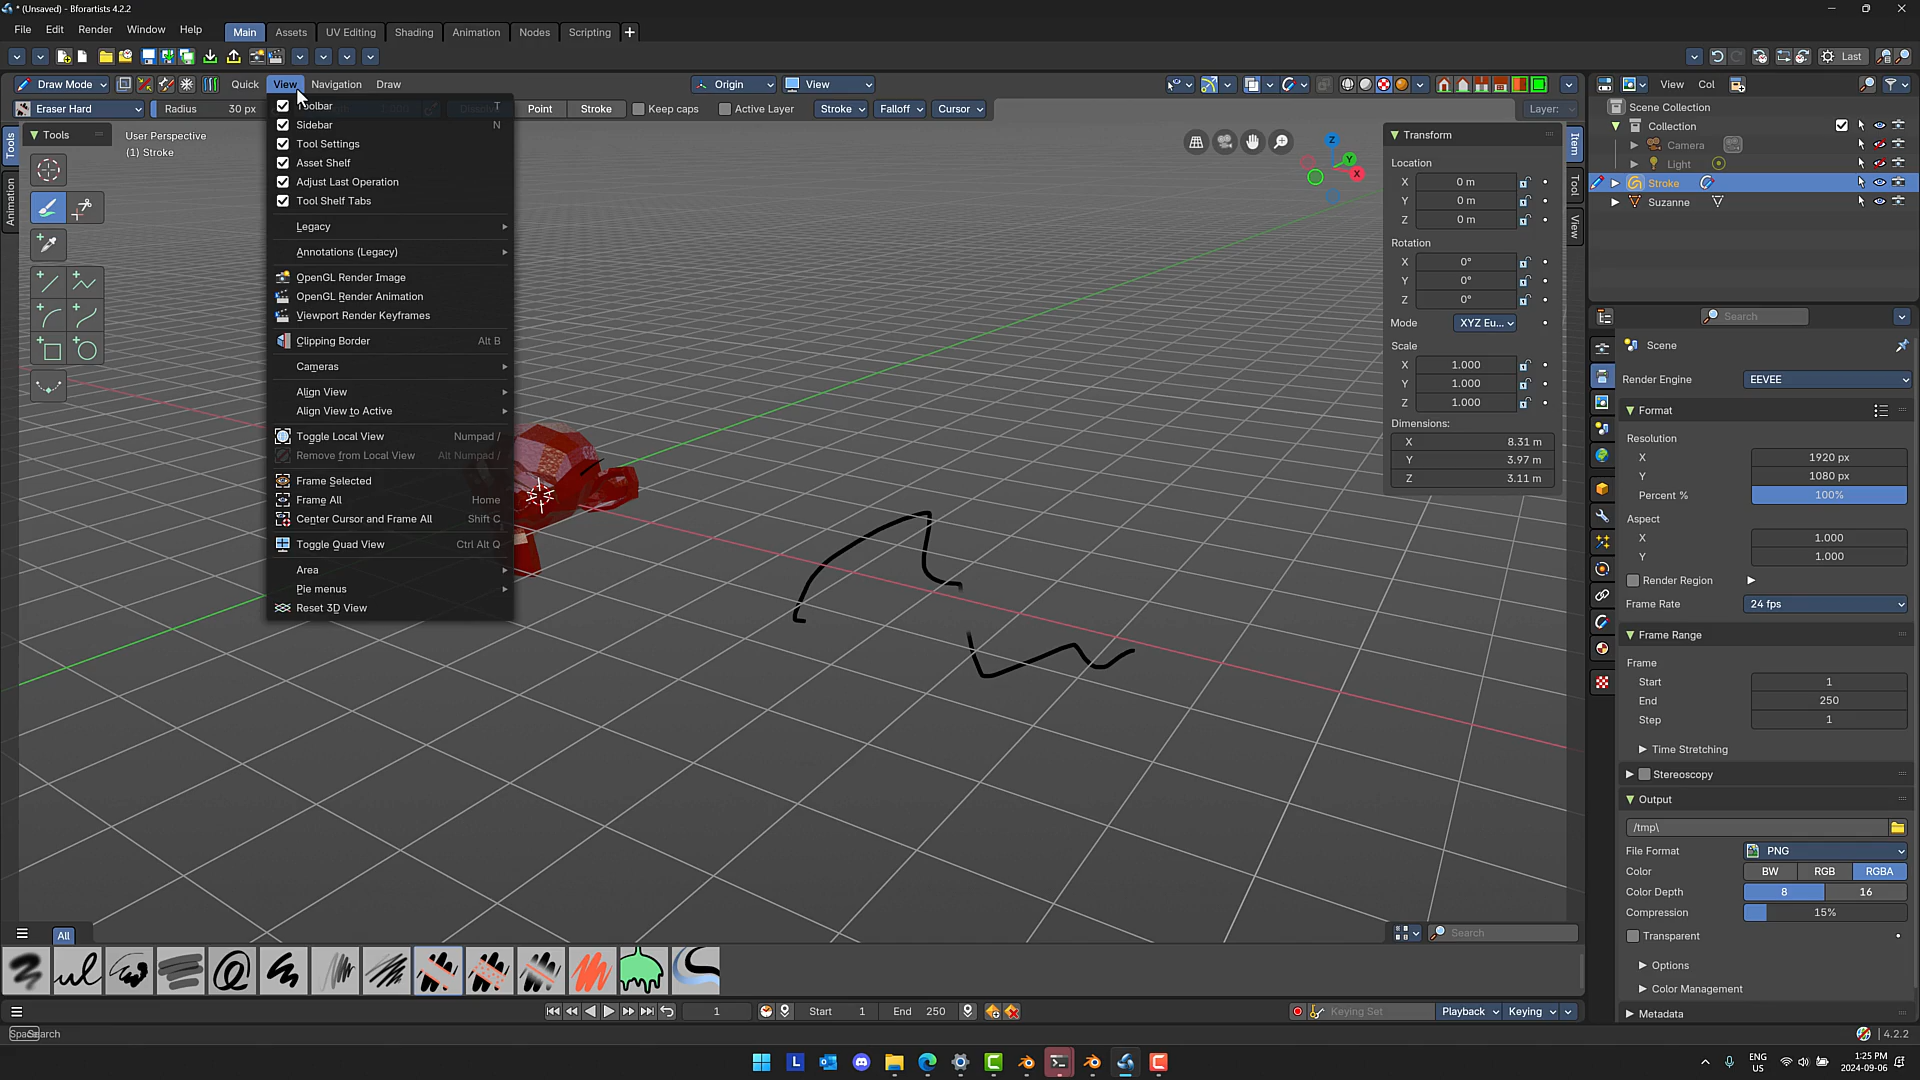 * (Unsaved) - Bforartists 4.2.2
File Edit Render Window Help Main Assets UV Editing Shading Animation Nodes Scripting
Last
Draw Mode Quick View Navigation Draw Origin View View Col
Eraser Hard Radius 30 px Point Stroke Keep caps Active Layer Stroke Falloff Cursor Layer:
Tools
Tools
Animation
User Perspective
(1) Stroke
Toolbar T
Sidebar N
Tool Settings
Asset Shelf
Adjust Last Operation
Tool Shelf Tabs
Legacy
Annotations (Legacy)
OpenGL Render Image
OpenGL Render Animation
Viewport Render Keyframes
Clipping Border Alt B
Cameras
Align View
Align View to Active
Toggle Local View Numpad /
Remove from Local View Alt Numpad /
Frame Selected
Frame All Home
Center Cursor and Frame All Shift C
Toggle Quad View Ctrl Alt Q
Area
Pie menus
Reset 3D View
Z
Y
X
Transform
Location
X 0 m
Y 0 m
Z 0 m
Rotation
X 0°
Y 0°
Z 0°
Mode XYZ Eu...
Scale
X 1.000
Y 1.000
Z 1.000
Dimensions:
X 8.31 m
Y 3.97 m
Z 3.11 m
Item
Tool
View
Scene Collection
Collection
Camera
Light
Stroke
Suzanne
Search
Scene
Render Engine EEVEE
Format
Resolution
X 1920 px
Y 1080 px
Percent % 100%
Aspect
X 1.000
Y 1.000
Render Region
Frame Rate 24 fps
Frame Range
Frame
Start 1
End 250
Step 1
Time Stretching
Stereoscopy
Output
/tmp\
File Format PNG
Color BW RGB RGBA
Color Depth 8 16
Compression 15%
Transparent
Options
Color Management
Metadata
All Search
1 Start 1 End 250 Keying Set Playback Keying
Search 4.2.2
L ENG
US
1:25 PM
2024-09-06